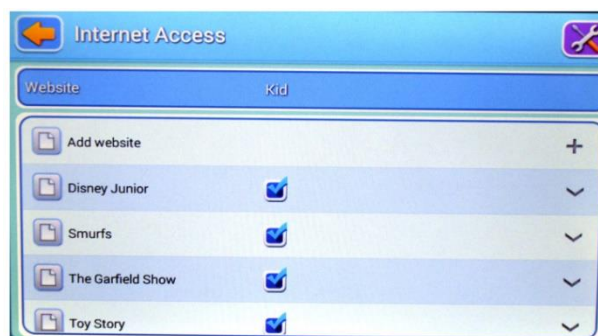 Internet Access
Website Kid
Add website
Disney Junior
Smurfs
The Garfield Show
Toy Story